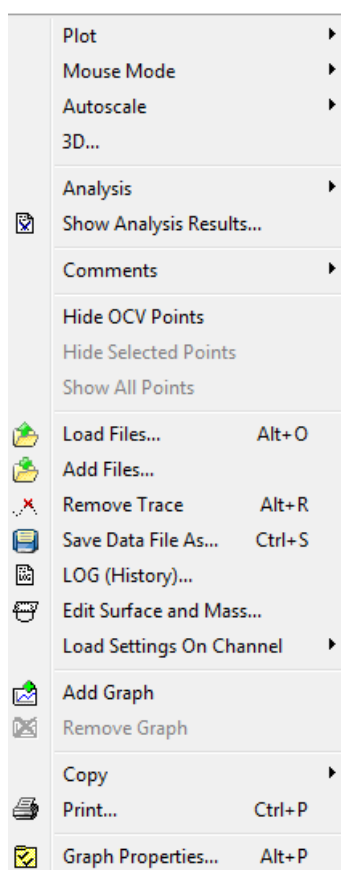 Plot
Mouse Mode
Autoscale
3D...
Analysis
Show Analysis Results...
Comments
Hide OCV Points
Hide Selected Points
Show All Points
Load Files... Alt+O
Add Files...
Remove Trace Alt+R
Save Data File As... Ctrl+S
LOG (History)...
Edit Surface and Mass...
Load Settings On Channel
Add Graph
Remove Graph
Copy
Print... Ctrl+P
Graph Properties... Alt+P